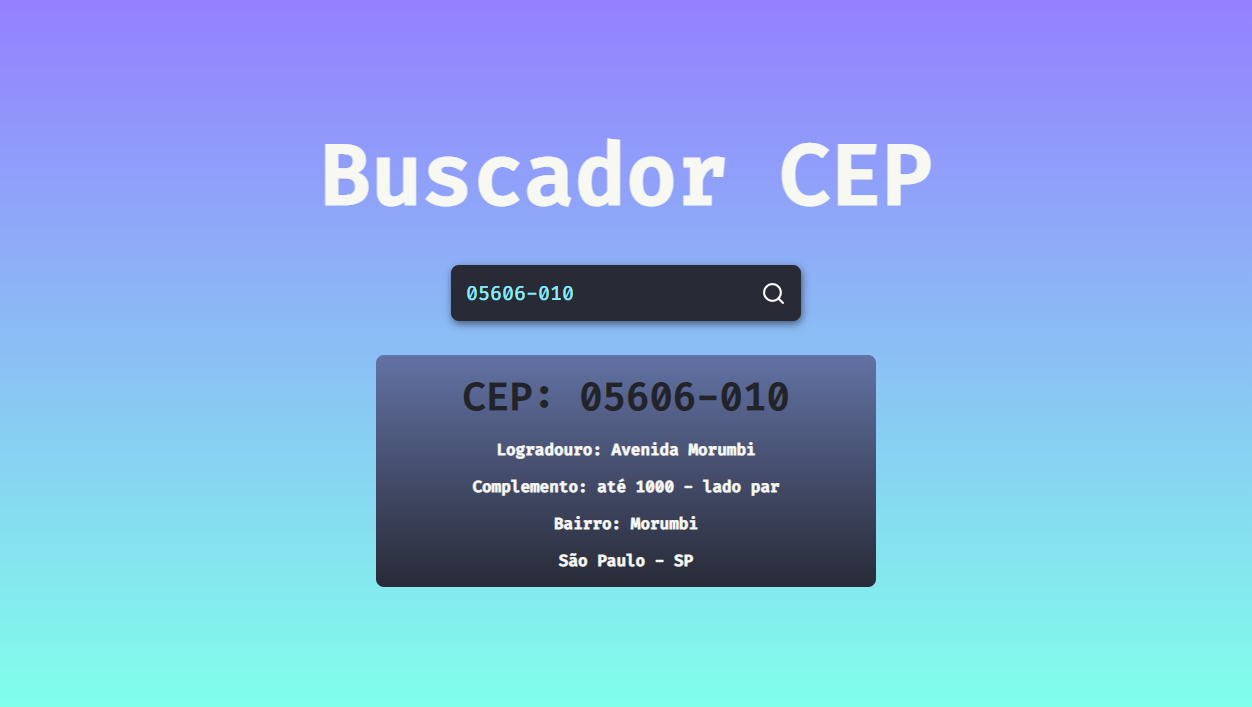 Buscador CEP
05606-010
CEP: 05606-010
Logradouro: Avenida Morumbi
Complemento: até 1000 - lado par
Bairro: Morumbi
São Paulo - SP